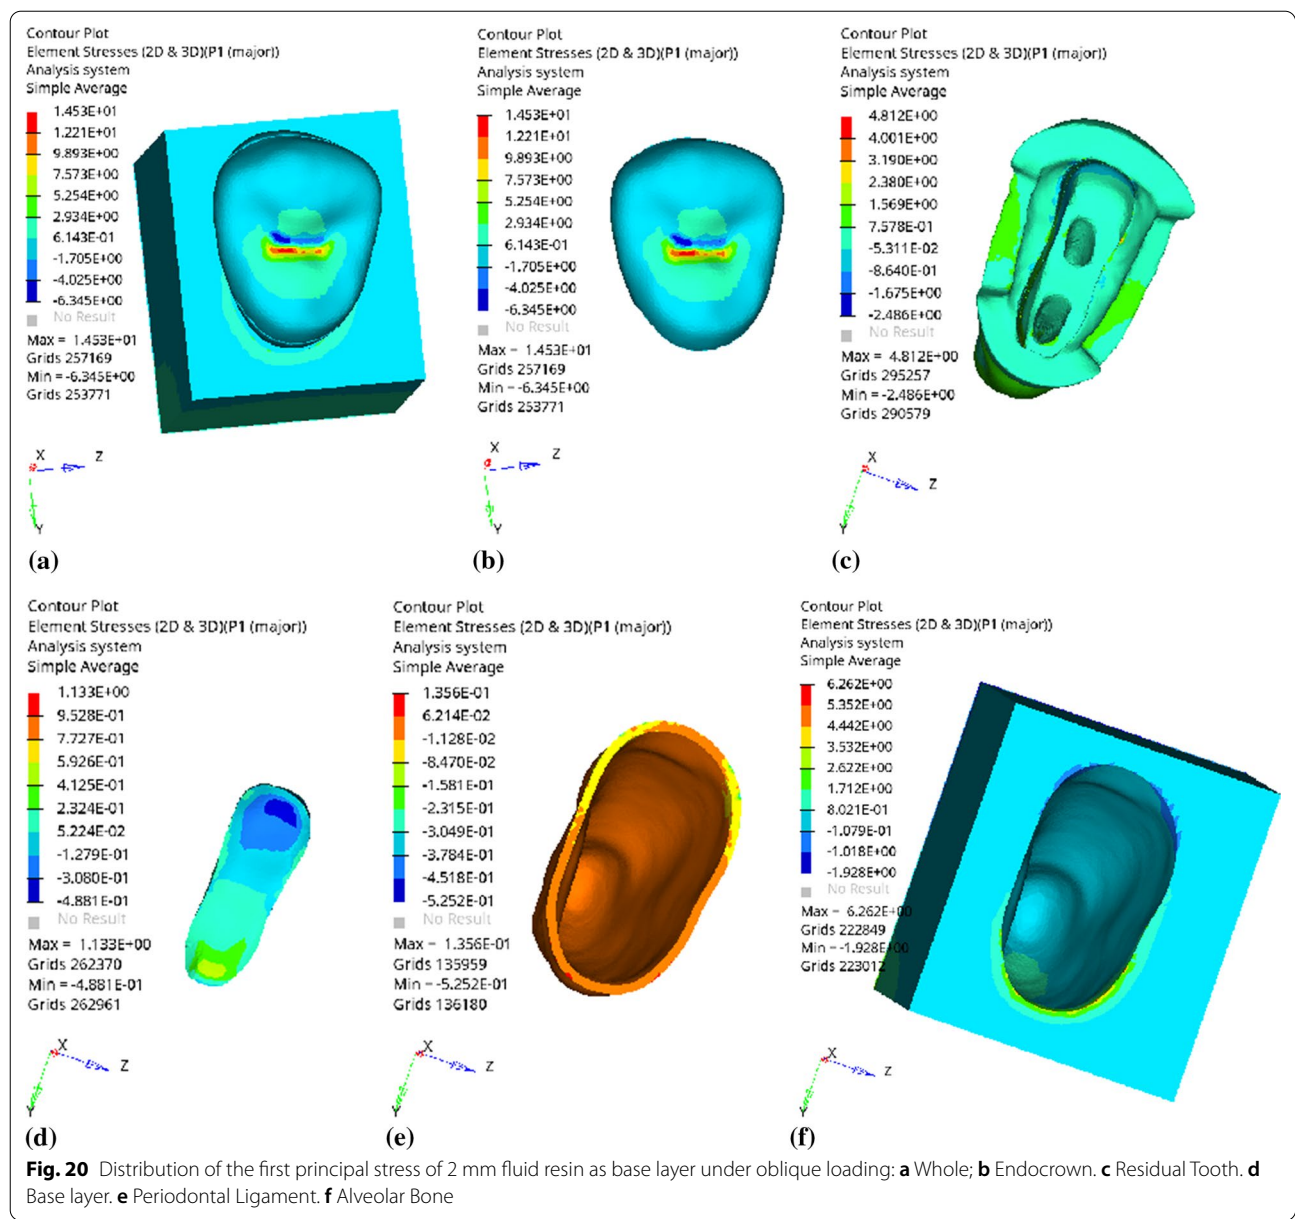 Contour Plot
Element Stresses (2D & 3D)(P1 (major))
Analysis system
Simple Average
1.453E+01
1.221E+01
9.893E+00
7.573E+00
5.254E+00
2.934E+00
6.143E-01
-1.705E+00
-4.025E+00
-6.345E+00
No Result
Max = 1.453E+01
Grids 257169
Min = -6.345E+00
Grids 253771
X
Z
Y
(a)
Contour Plot
Element Stresses (2D & 3D)(P1 (major))
Analysis system
Simple Average
1.453E+01
1.221E+01
9.893E+00
7.573E+00
5.254E+00
2.934E+00
6.143E-01
-1.705E+00
-4.025E+00
-6.345E+00
No Result
Max = 1.453E+01
Grids 257169
Min = -6.345E+00
Grids 253771
X
Z
Y
(b)
Contour Plot
Element Stresses (2D & 3D)(P1 (major))
Analysis system
Simple Average
4.812E+00
4.001E+00
3.190E+00
2.380E+00
1.569E+00
7.578E-01
-5.311E-02
-8.640E-01
-1.675E+00
-2.486E+00
No Result
Max = 4.812E+00
Grids 295257
Min = -2.486E+00
Grids 290579
X
Z
Y
(c)
Contour Plot
Element Stresses (2D & 3D)(P1 (major))
Analysis system
Simple Average
1.133E+00
9.528E-01
7.727E-01
5.926E-01
4.125E-01
2.324E-01
5.224E-02
-1.279E-01
-3.080E-01
-4.881E-01
No Result
Max = 1.133E+00
Grids 262370
Min = -4.881E-01
Grids 262961
X
Z
Y
(d)
Contour Plot
Element Stresses (2D & 3D)(P1 (major))
Analysis system
Simple Average
1.356E-01
6.214E-02
-1.128E-02
-8.470E-02
-1.581E-01
-2.315E-01
-3.049E-01
-3.784E-01
-4.518E-01
-5.252E-01
No Result
Max = 1.356E-01
Grids 135959
Min = -5.252E-01
Grids 136180
X
Z
Y
(e)
Contour Plot
Element Stresses (2D & 3D)(P1 (major))
Analysis system
Simple Average
6.262E+00
5.352E+00
4.442E+00
3.532E+00
2.622E+00
1.712E+00
8.021E-01
-1.079E-01
-1.018E+00
-1.928E+00
No Result
Max = 6.262E+00
Grids 222849
Min = -1.928E+00
Grids 223012
X
Z
Y
(f)
Fig. 20 Distribution of the first principal stress of 2 mm fluid resin as base layer under oblique loading: a Whole; b Endocrown. c Residual Tooth. d
Base layer. e Periodontal Ligament. f Alveolar Bone